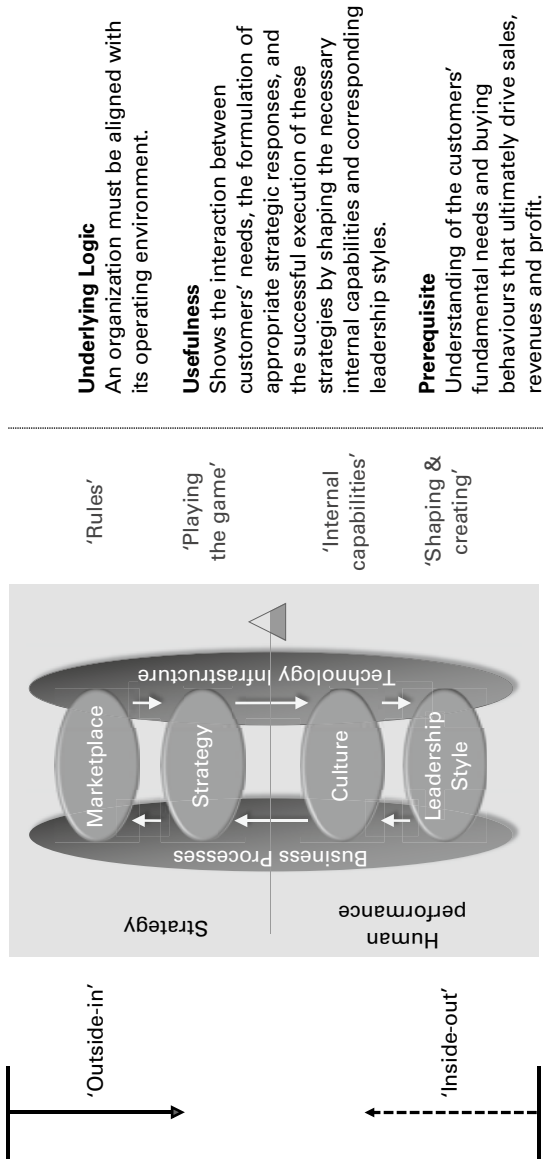 'Outside-in'
'Inside-out'
Strategy
Human
performance
Business Processes
Technology Infrastructure
Marketplace
Strategy
Culture
Leadership
Style
'Rules'
'Playing
the game'
'Internal
capabilities'
'Shaping &
creating'
Underlying Logic
An organization must be aligned with
its operating environment.
Usefulness
Shows the interaction between
customers' needs, the formulation of
appropriate strategic responses, and
the successful execution of these
strategies by shaping the necessary
internal capabilities and corresponding
leadership styles.
Prerequisite
Understanding of the customers'
fundamental needs and buying
behaviours that ultimately drive sales,
revenues and profit.